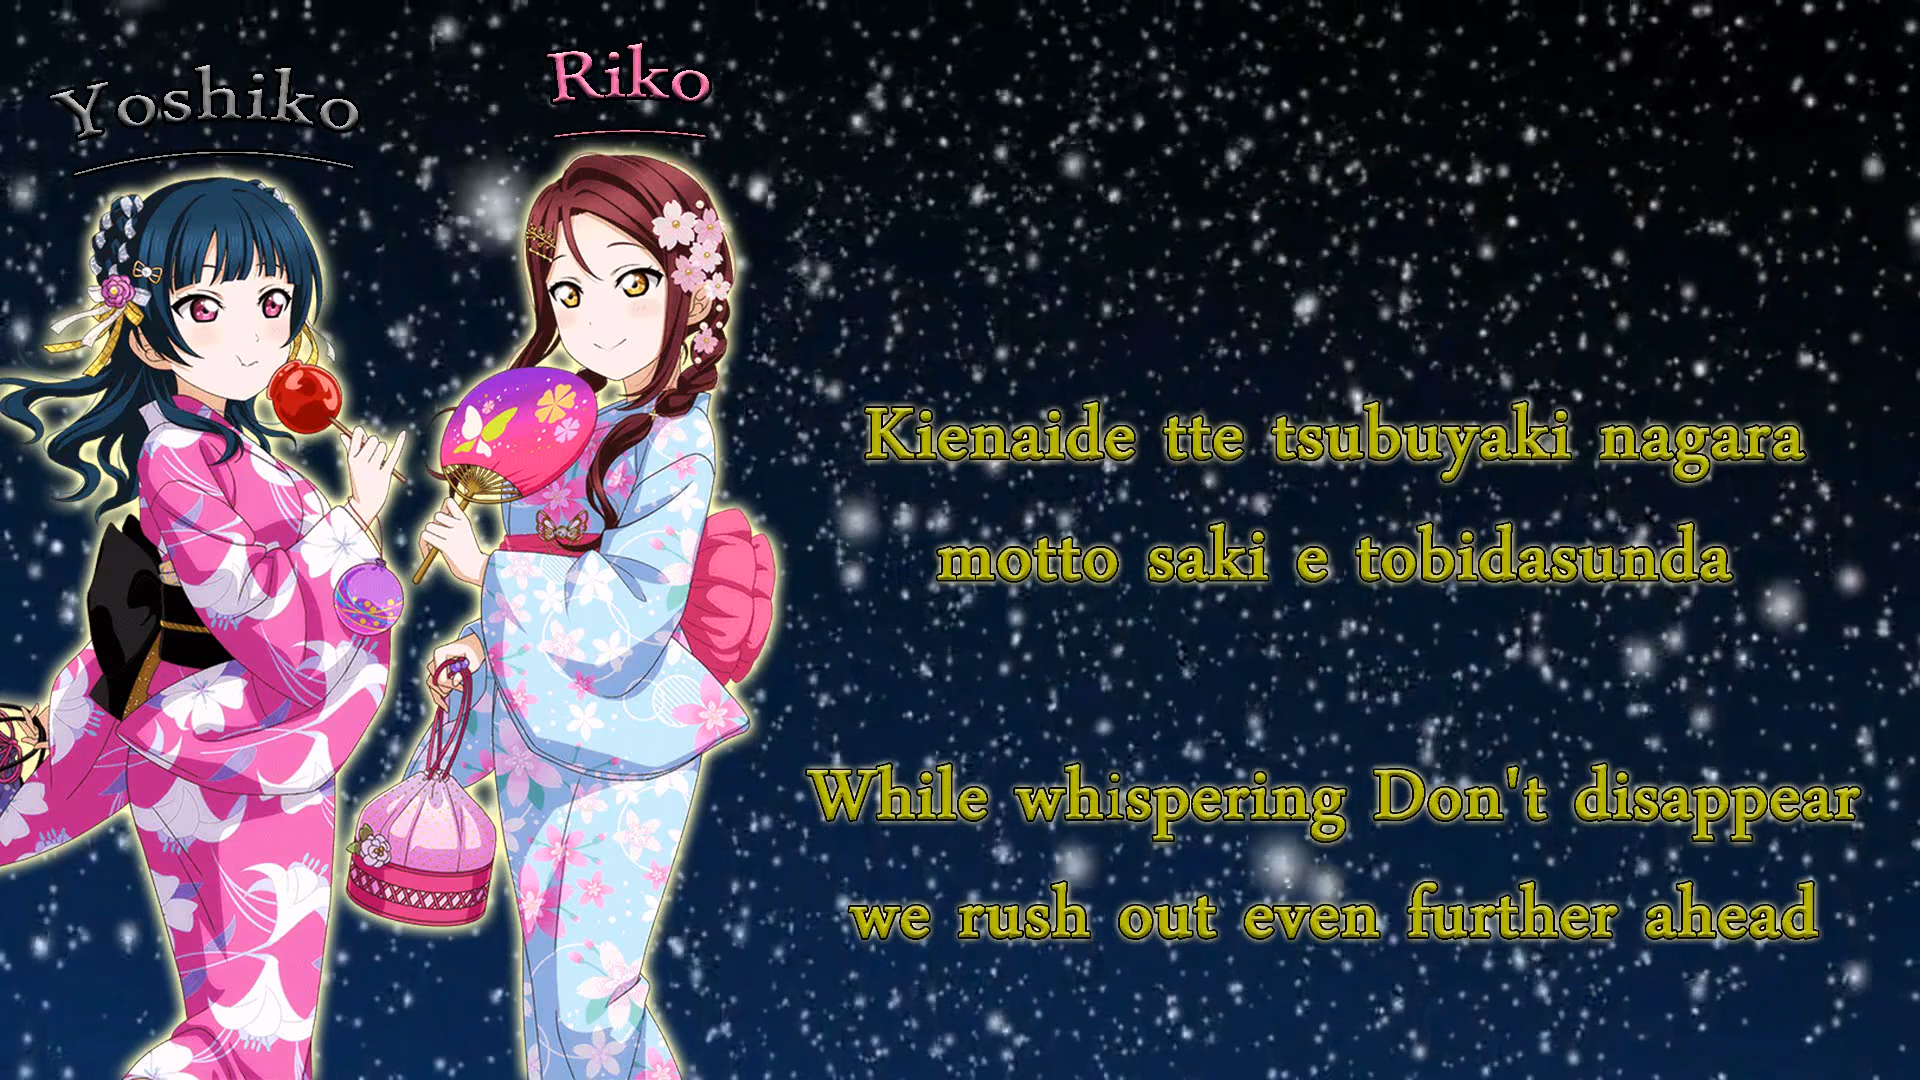 Yoshiko
Riko
Kienaide tte tsubuyaki nagara
motto saki e tobidasunda
While whispering Don't disappear
we rush out even further ahead